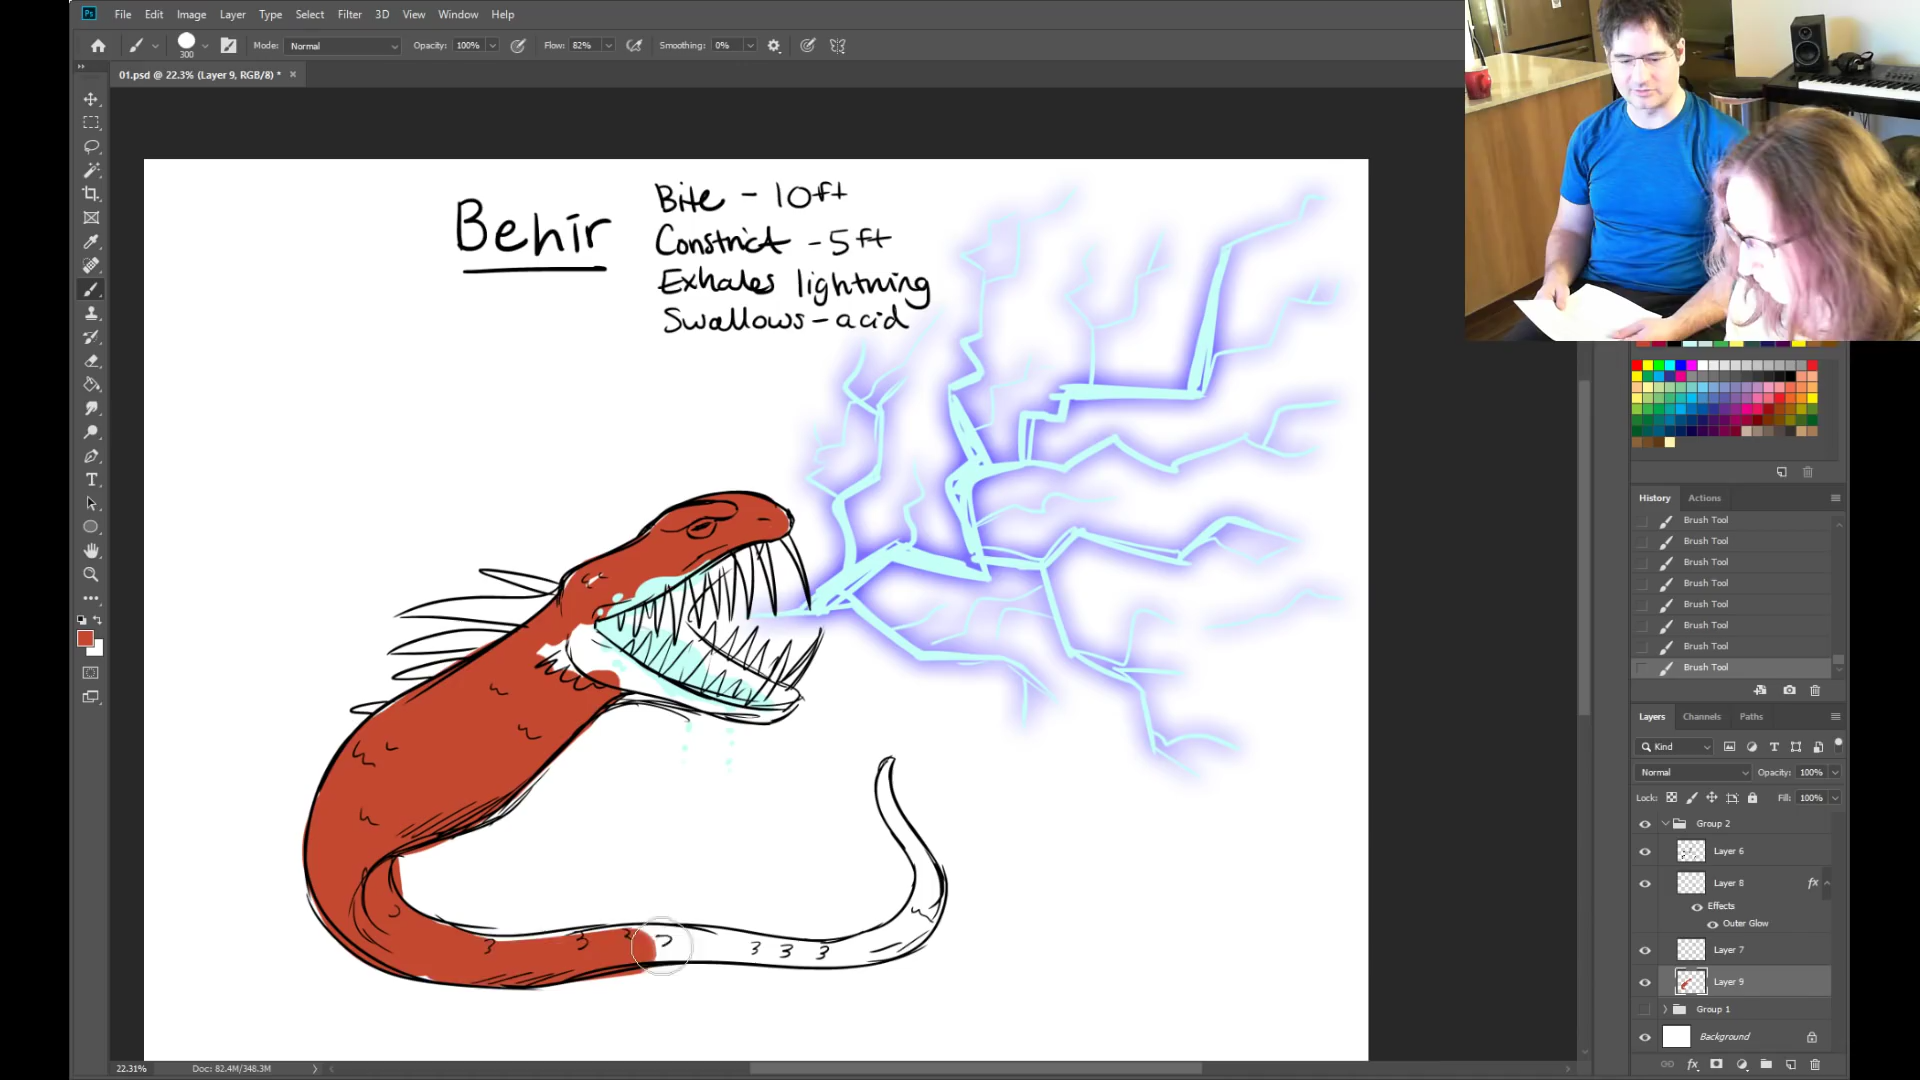 Ps File Edit Image Layer Type Select Filter 3D View Window Help
300 Mode: Normal Opacity: 100% Flow: 82% Smoothing: 0%
01.psd @ 22.3% (Layer 9, RGB/8) * ×
Behir
Bite - 10ft
Constrict - 5ft
Exhales lightning
Swallows - acid
History Actions
Brush Tool
Brush Tool
Brush Tool
Brush Tool
Brush Tool
Brush Tool
Brush Tool
Brush Tool
Layers Channels Paths
Kind
Normal Opacity: 100%
Lock: Fill: 100%
Group 2
Layer 6
Layer 8 fx
Effects
Outer Glow
Layer 7
Layer 9
Group 1
Background
22.31% Doc: 82.4M/348.3M
fx